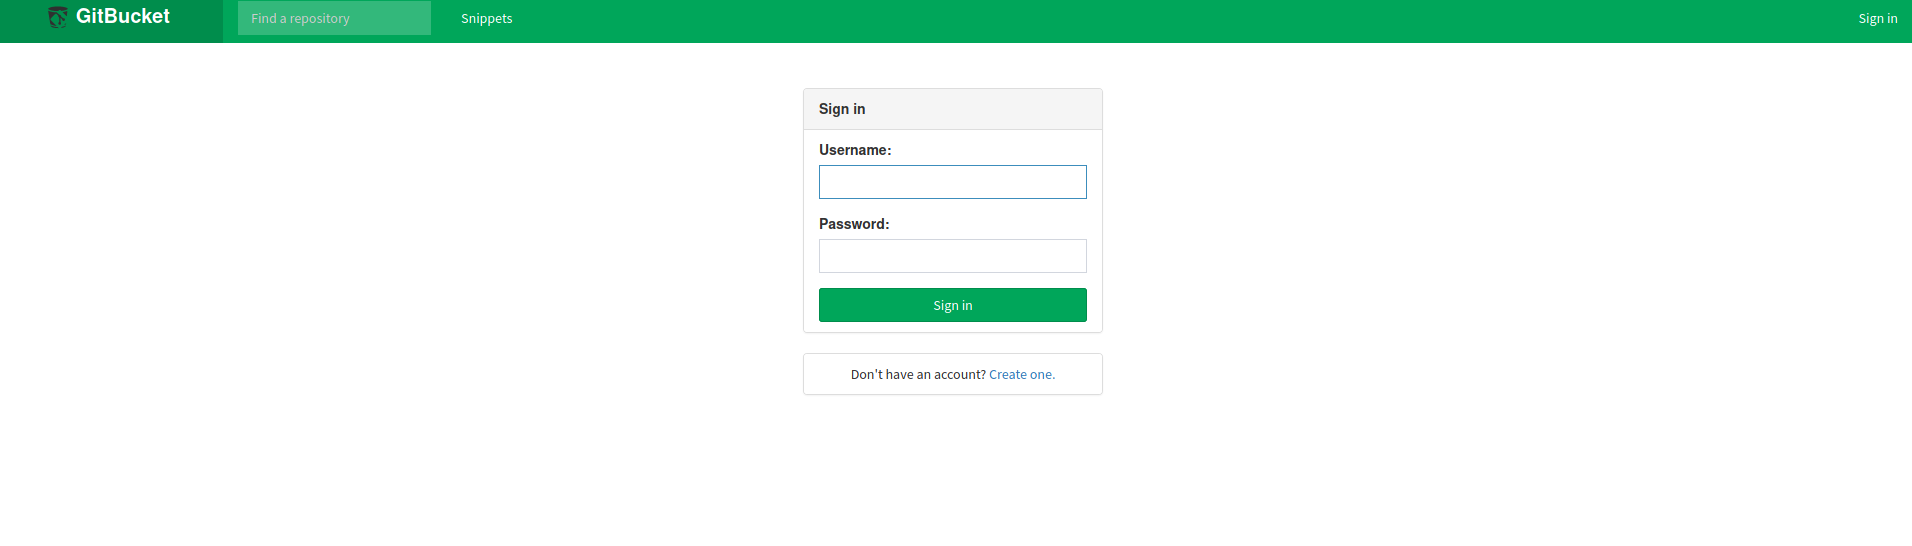 GitBucket
Find a repository
Snippets
Sign in
Sign in
Username:
Password:
Sign in
Don't have an account? Create one.